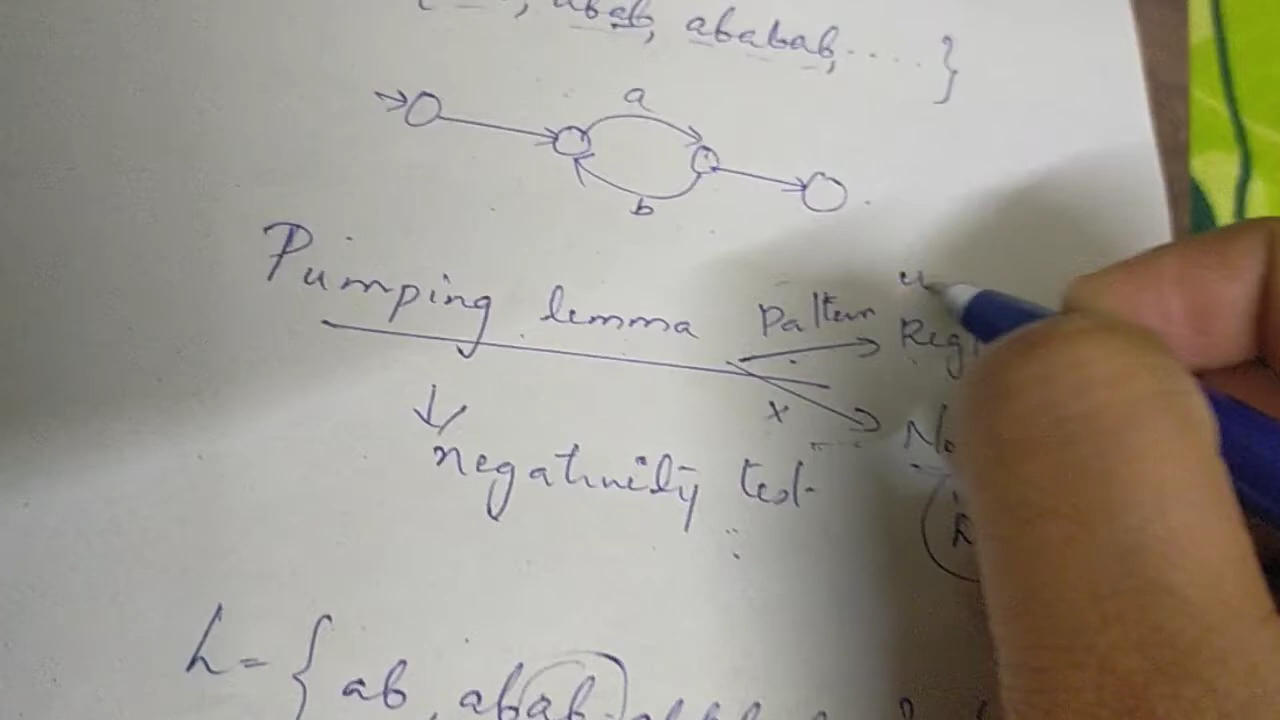 { , abab, ababab, .... }
a
b
Pumping lemma
Pattern
Reg
x
negativity test
L = { ab, abab,